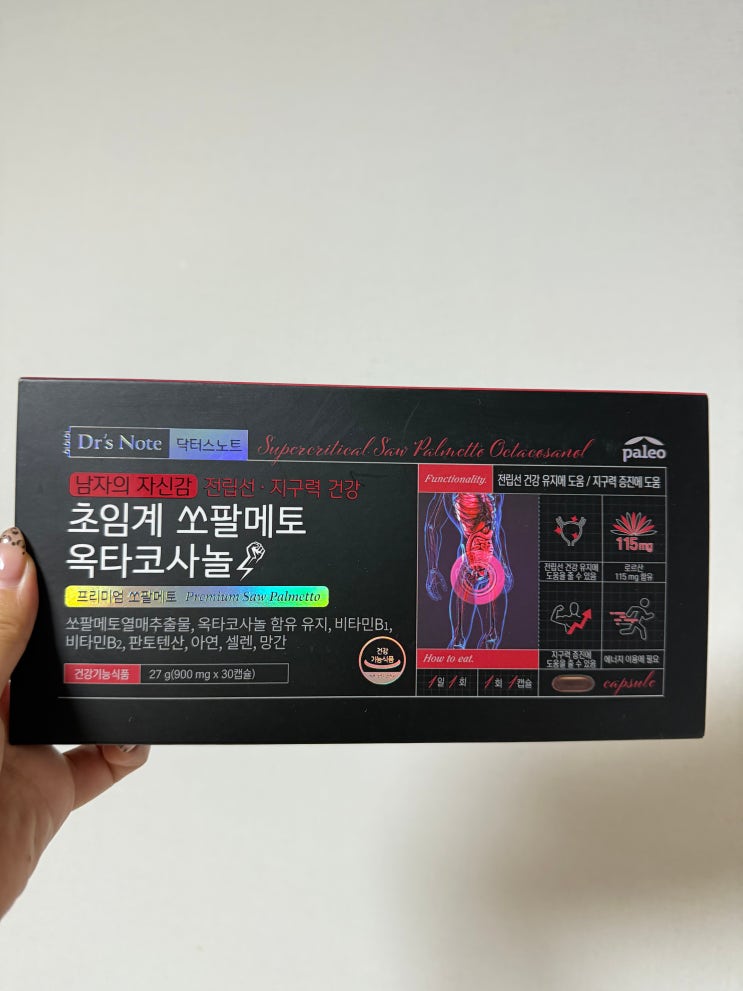 Dr's Note 닥터스노트 Supercritical Saw Palmetto Octacosanol
paleo
남자의 자신감 전립선·지구력 건강
초임계 쏘팔메토
옥타코사놀
프리미엄 쏘팔메토 Premium Saw Palmetto
쏘팔메토열매추출물, 옥타코사놀 함유 유지, 비타민B1,
비타민B2, 판토텐산, 아연, 셀렌, 망간
건강
기능식품
건강기능식품 27 g(900 mg x 30캡슐)
Functionality. 전립선 건강 유지에 도움 / 지구력 증진에 도움
전립선 건강 유지에
도움을 줄 수 있음
115mg
로르산
115 mg 함유
지구력 증진에
도움을 줄 수 있음
에너지 이용에 필요
How to eat.
1일 1회 1회 1캡슐
capsule